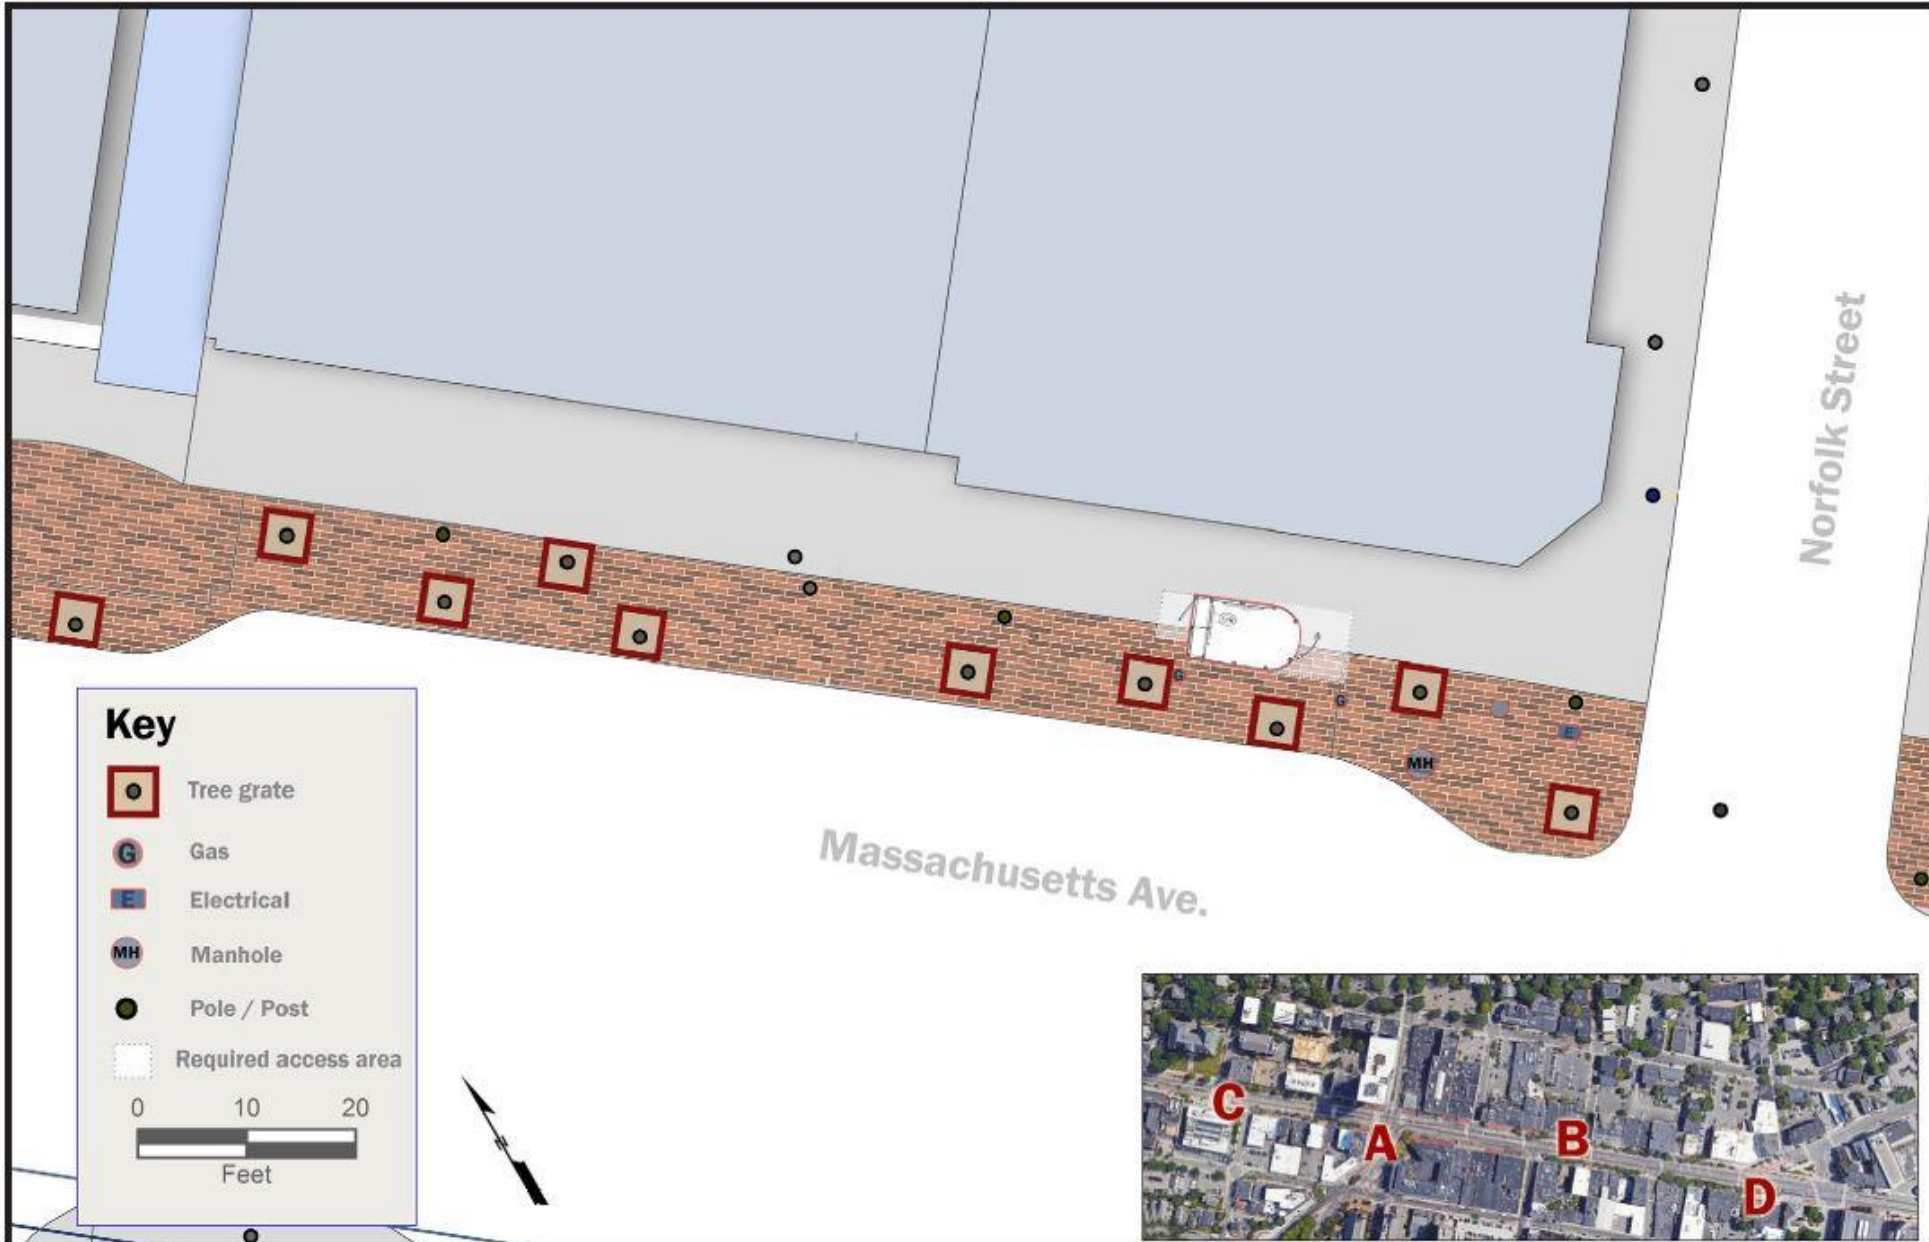 Norfolk Street
G
G
E
MH
Massachusetts Ave.
Key
Tree grate
G Gas
E Electrical
MH Manhole
Pole / Post
Required access area
0 10 20
Feet
N
C
A
B
D